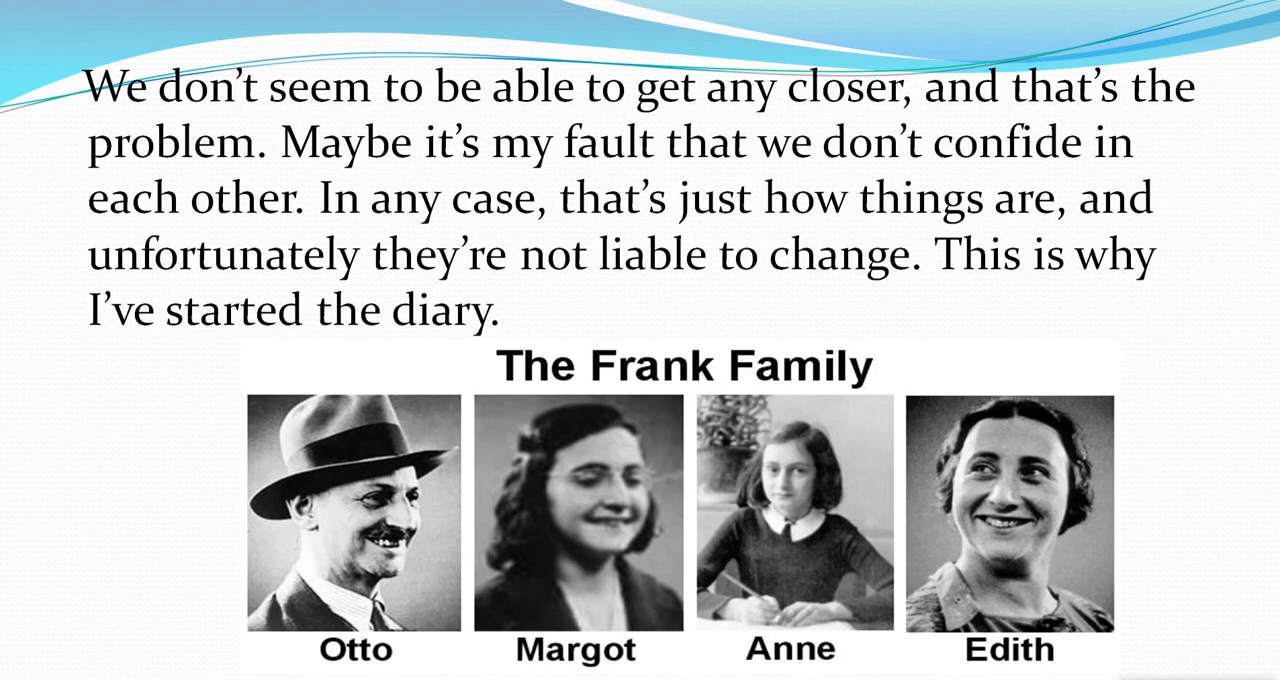 We don’t seem to be able to get any closer, and that’s the
problem. Maybe it’s my fault that we don’t confide in
each other. In any case, that’s just how things are, and
unfortunately they’re not liable to change. This is why
I’ve started the diary.
The Frank Family
Otto Margot Anne Edith